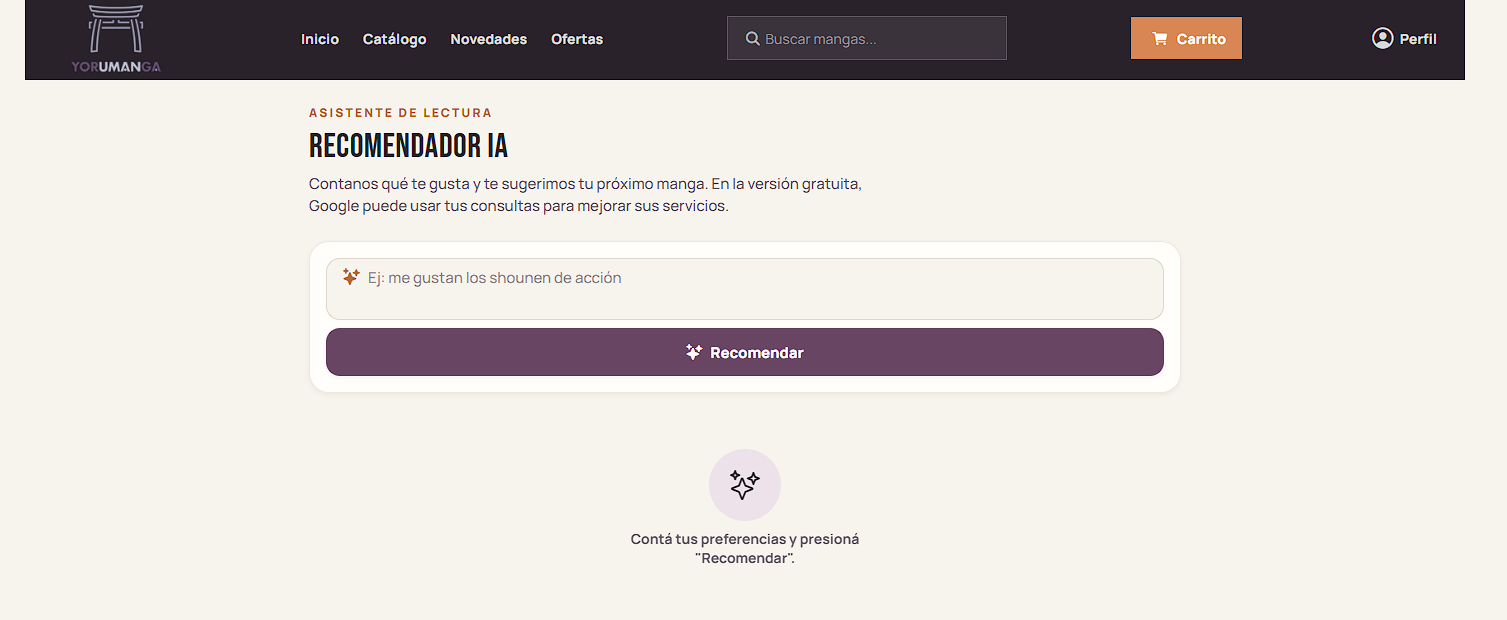 YORUMANGA
Inicio
Catálogo
Novedades
Ofertas
Buscar mangas...
Carrito
Perfil
ASISTENTE DE LECTURA
RECOMENDADOR IA
Contanos qué te gusta y te sugerimos tu próximo manga. En la versión gratuita,
Google puede usar tus consultas para mejorar sus servicios.
Ej: me gustan los shounen de acción
Recomendar
Contá tus preferencias y presioná
"Recomendar".